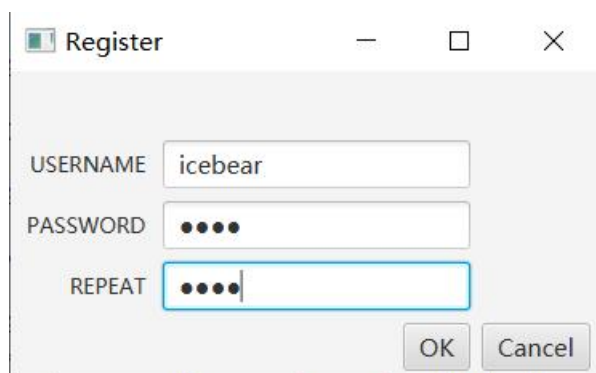 Register
USERNAME icebear
PASSWORD ●●●●
REPEAT ●●●●
OK Cancel